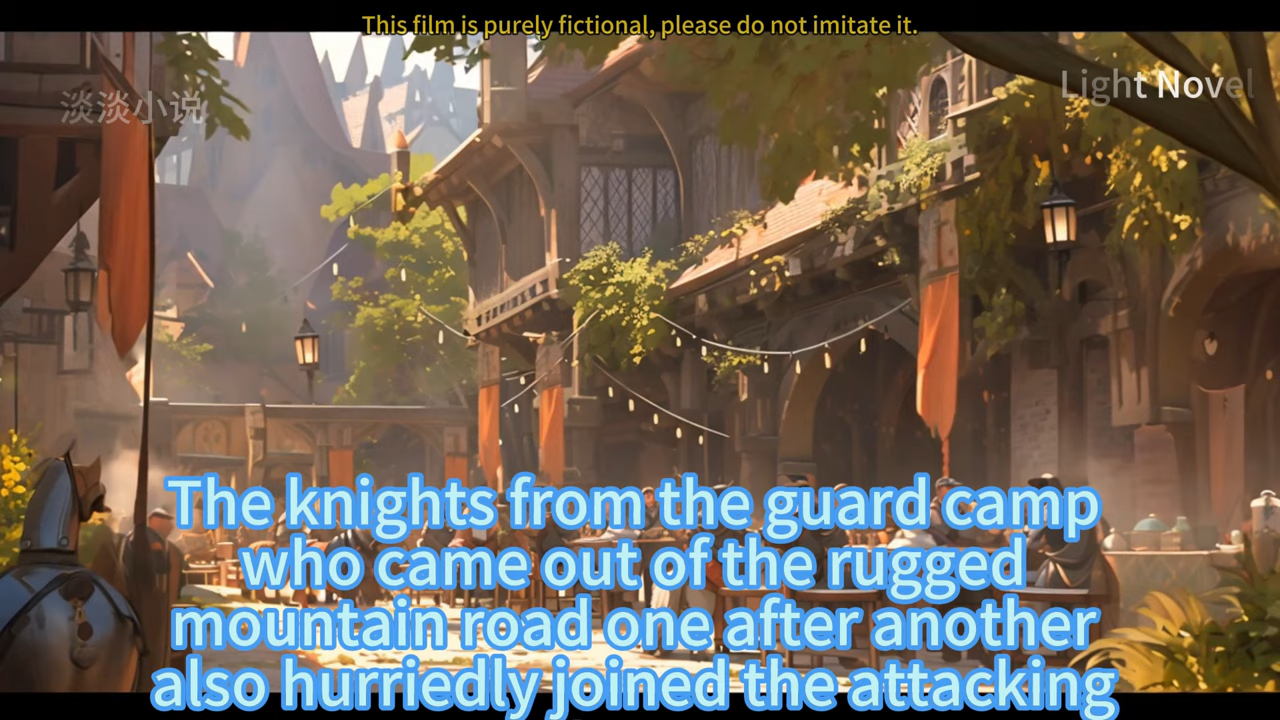 This film is purely fictional, please do not imitate it.
Light Novel
淡淡小说
The knights from the guard camp
who came out of the rugged
mountain road one after another
also hurriedly joined the attacking